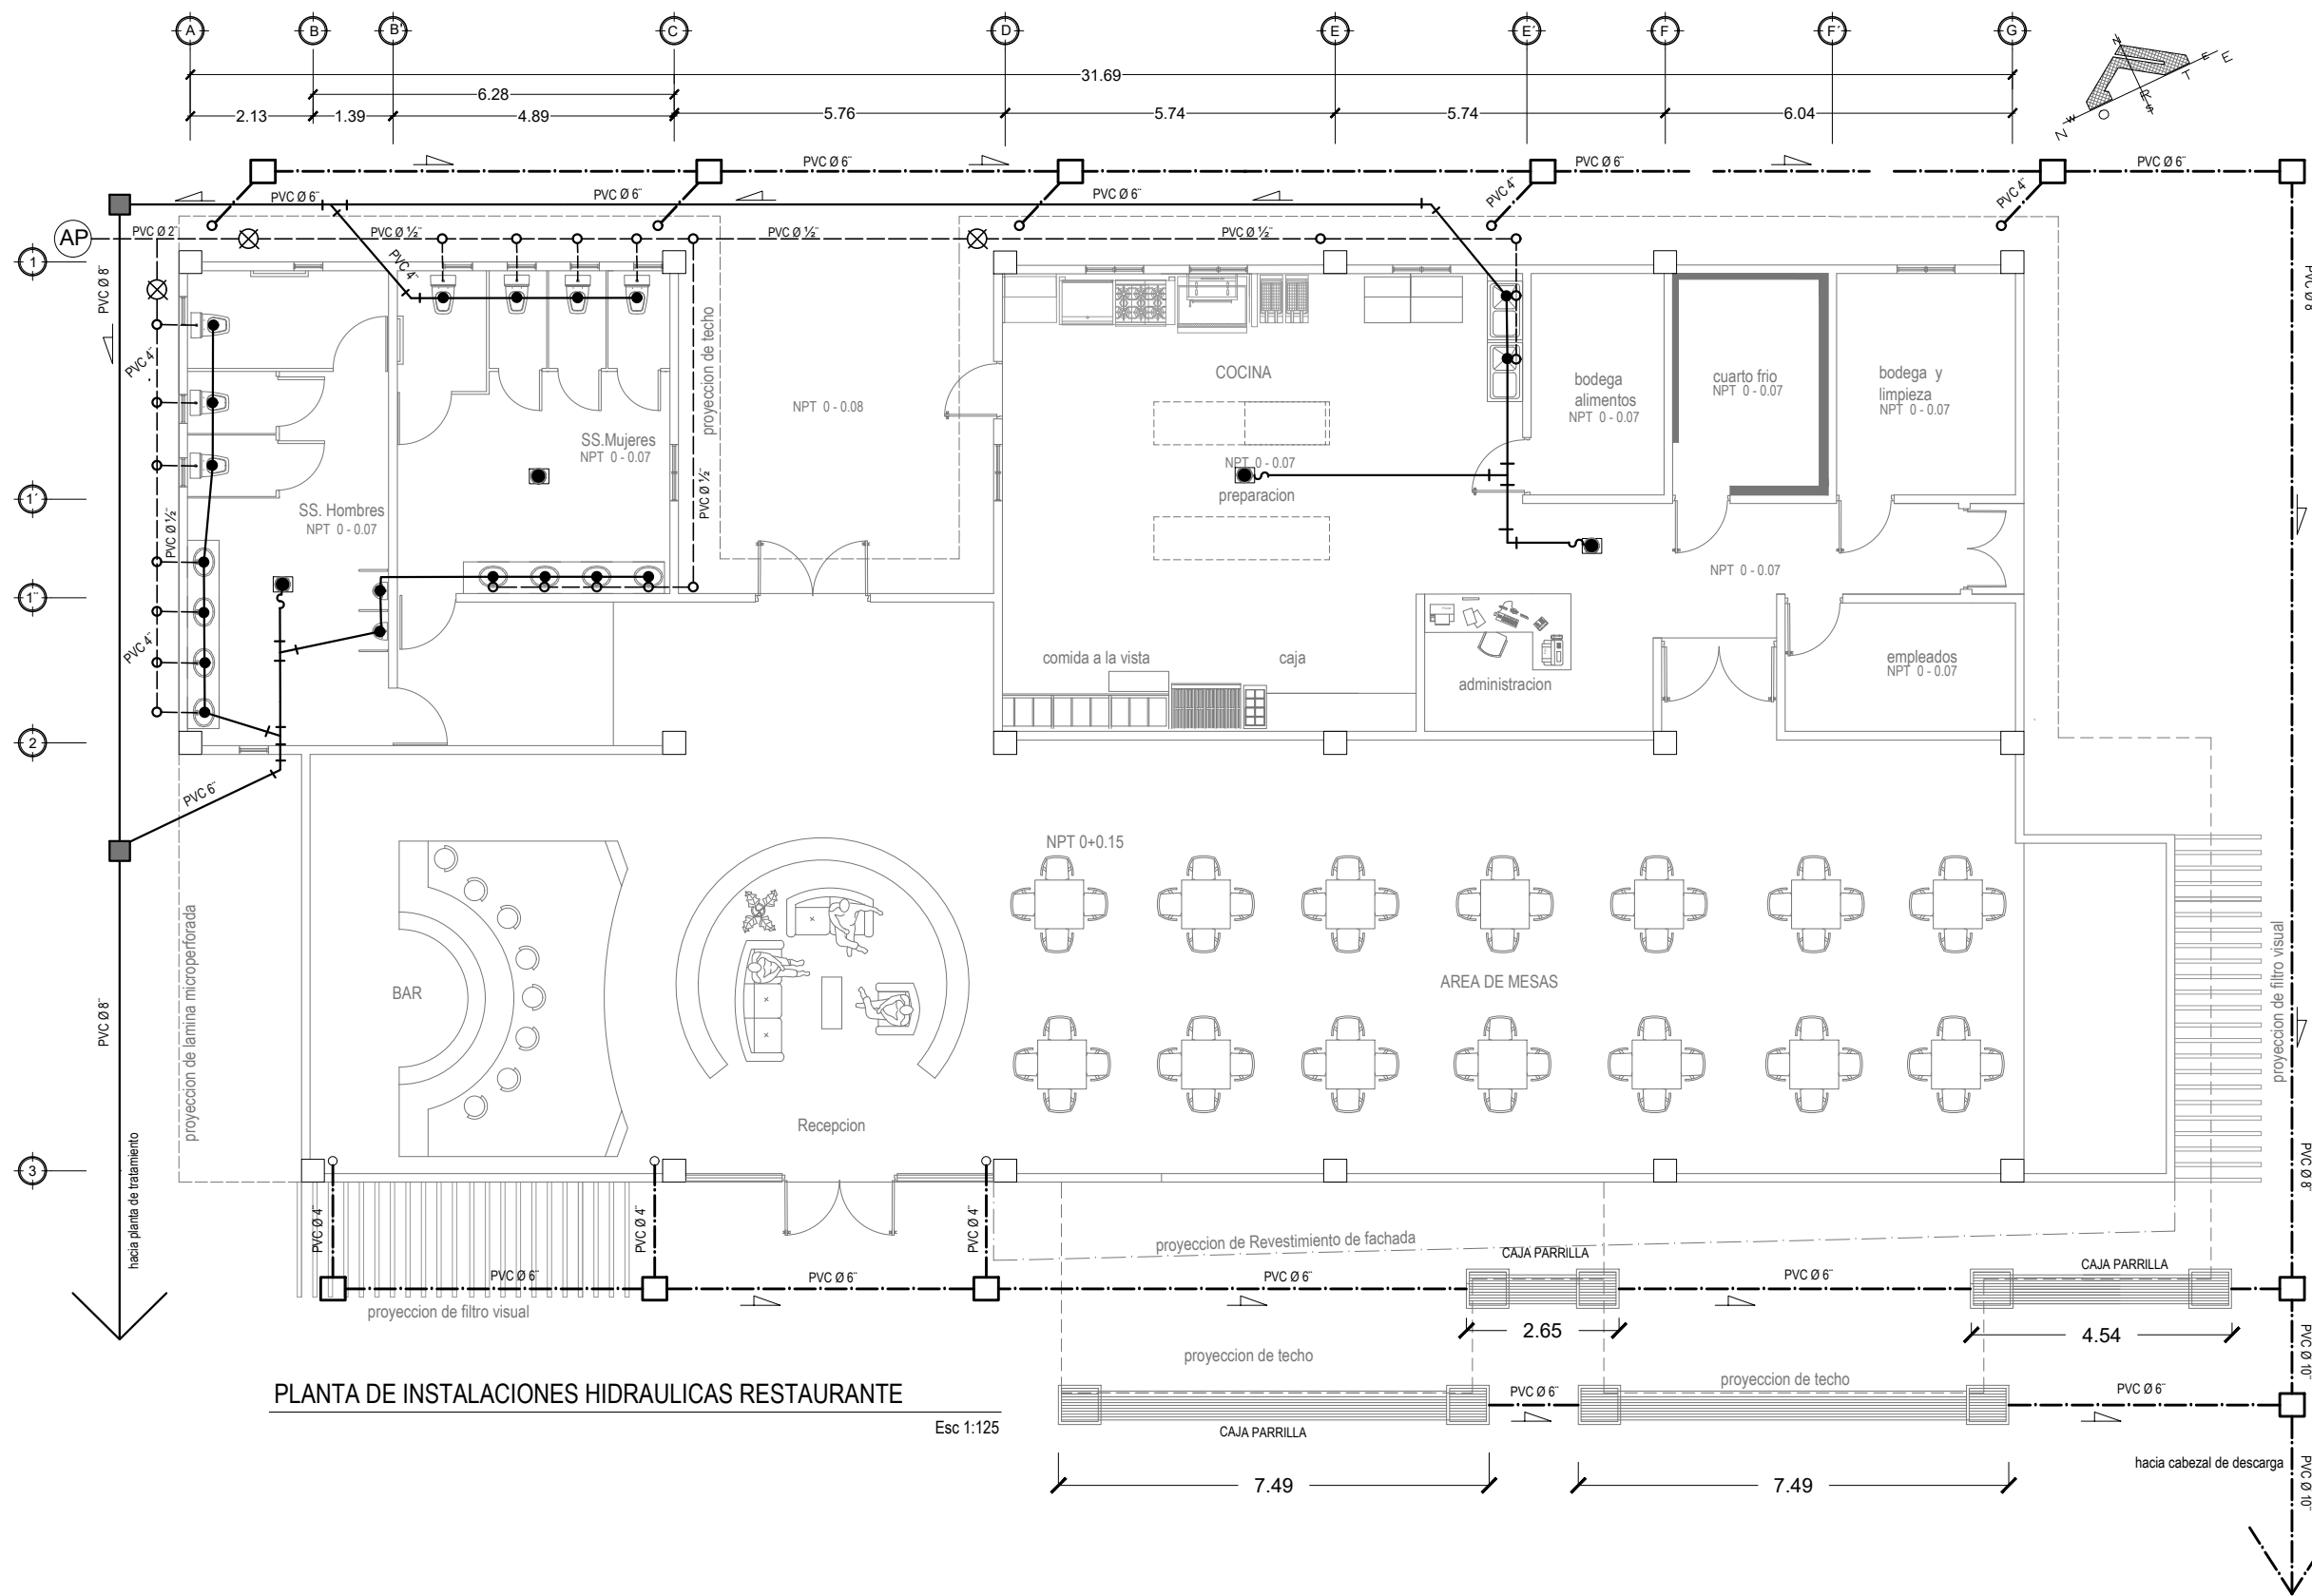 A B B' C D E E' F F' G
31.69
6.28
2.13 1.39 4.89 5.76 5.74 5.74 6.04
N E
T
E
N W
O
S
PVC Ø 6¨ PVC Ø 6¨ PVC Ø 6¨
PVC Ø 6¨ PVC Ø 6¨ PVC Ø 6¨ PVC 4¨ PVC 4¨
AP PVC Ø 2¨ PVC Ø ½¨ PVC Ø ½¨ PVC Ø ½¨
1
PVC Ø 8¨
PVC 4¨
PVC Ø 8¨
PVC 4¨
proyeccion de techo
COCINA
bodega
alimentos
NPT 0 - 0.07
cuarto frio
NPT 0 - 0.07
bodega y
limpieza
NPT 0 - 0.07
NPT 0 - 0.08
SS.Mujeres
NPT 0 - 0.07
NPT 0 - 0.07
preparacion
PVC Ø ½¨
1'
SS. Hombres
NPT 0 - 0.07
PVC Ø ½¨
NPT 0 - 0.07
1¨
PVC 4¨
comida a la vista caja
administracion
empleados
NPT 0 - 0.07
2
PVC 6¨
NPT 0+0.15
proyeccion de lamina microperforada
BAR
AREA DE MESAS
proyeccion de filtro visual
PVC Ø 8¨
Recepcion
hacia planta de tratamiento
3
PVC Ø 8¨
PVC Ø 4¨ PVC Ø 4¨ PVC Ø 4¨
proyeccion de Revestimiento de fachada
CAJA PARRILLA
CAJA PARRILLA
PVC Ø 6¨ PVC Ø 6¨ PVC Ø 6¨ PVC Ø 6¨
proyeccion de filtro visual
2.65 4.54
PVC Ø 10¨
proyeccion de techo
proyeccion de techo
PLANTA DE INSTALACIONES HIDRAULICAS RESTAURANTE
PVC Ø 6¨ PVC Ø 6¨
Esc 1:125
CAJA PARRILLA
hacia cabezal de descarga
PVC Ø 10¨
7.49 7.49